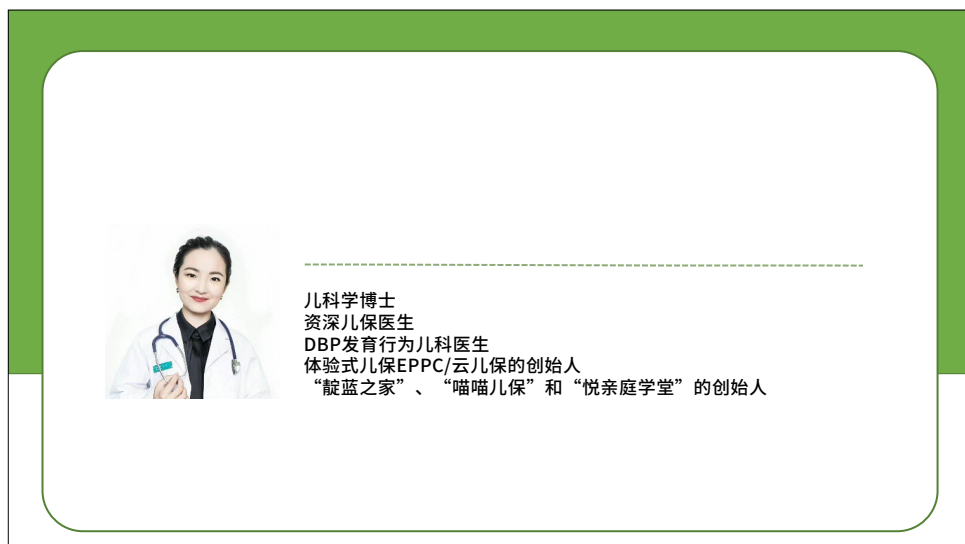 儿科学博士
资深儿保医生
DBP发育行为儿科医生
体验式儿保EPPC/云儿保的创始人
“靛蓝之家”、“喵喵儿保”和“悦亲庭学堂”的创始人